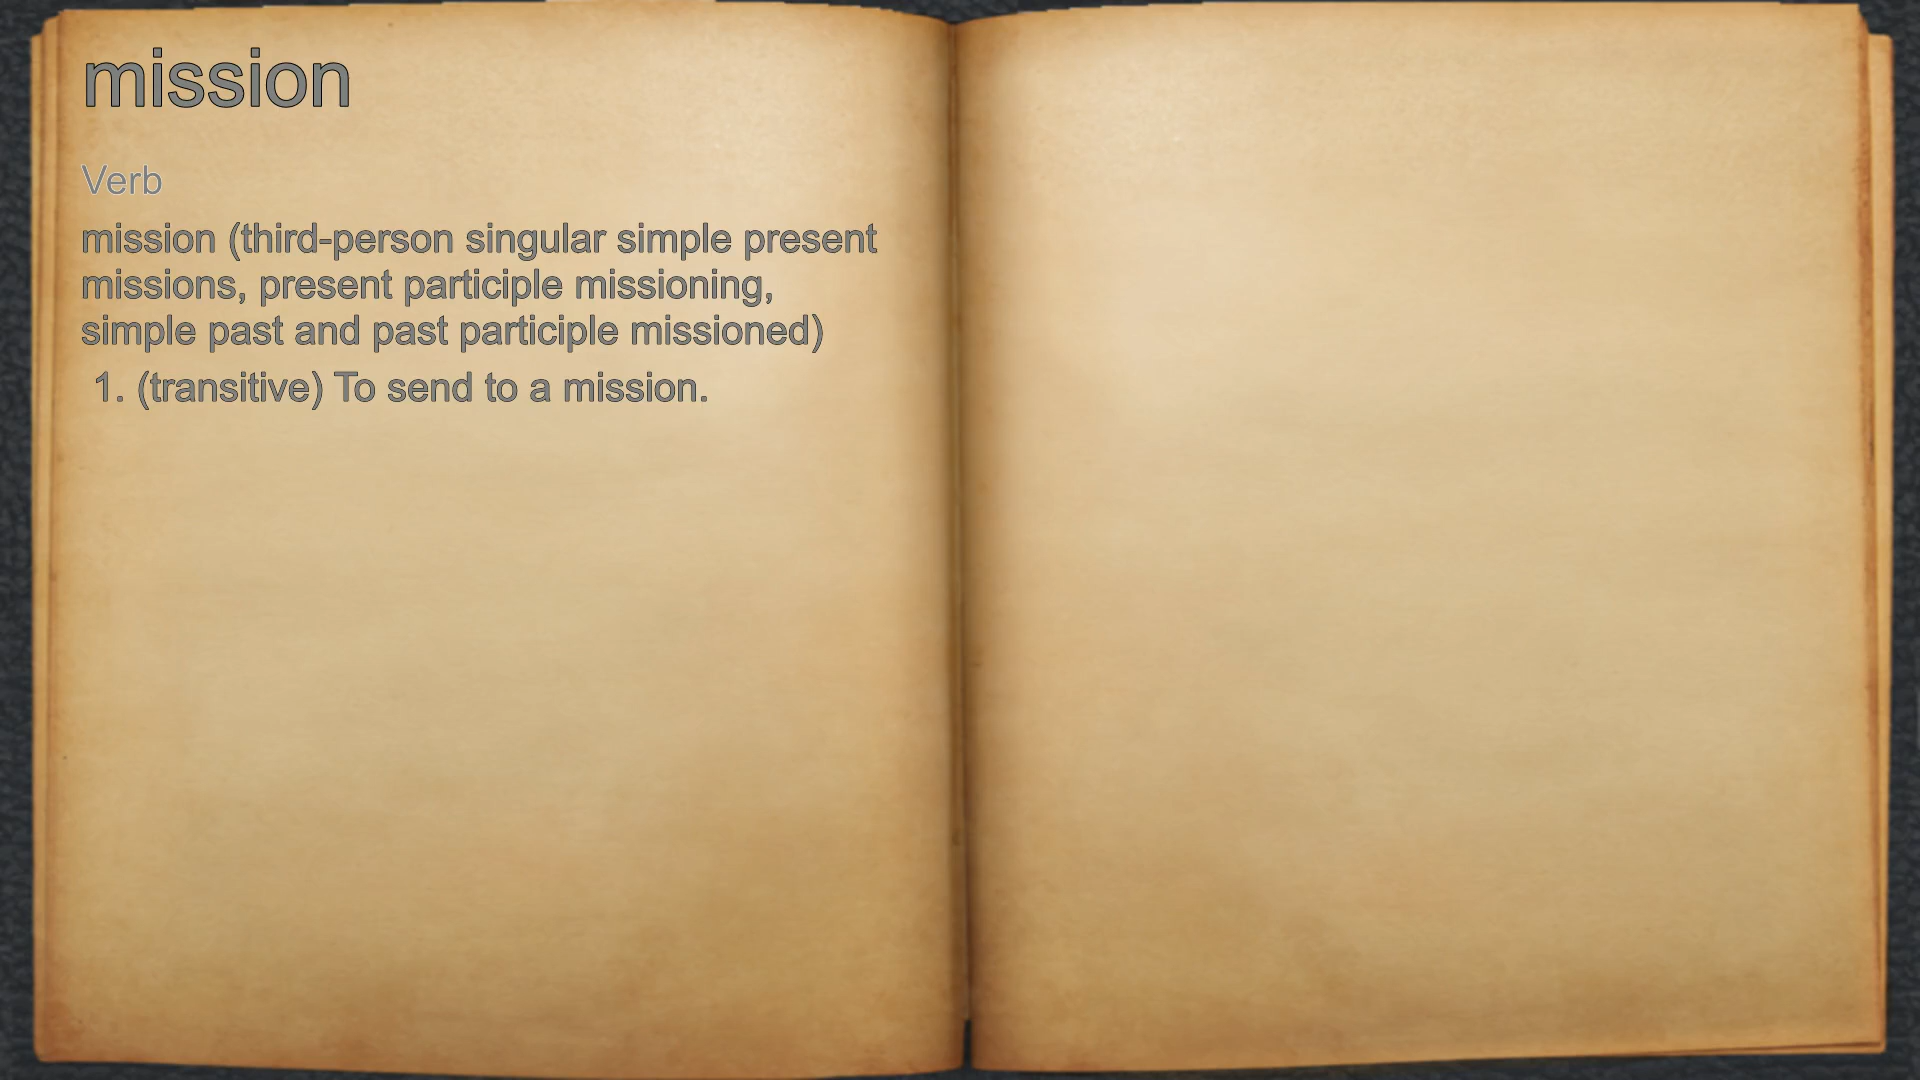 mission
Verb
mission (third-person singular simple present
missions, present participle missioning,
simple past and past participle missioned)
1. (transitive) To send to a mission.